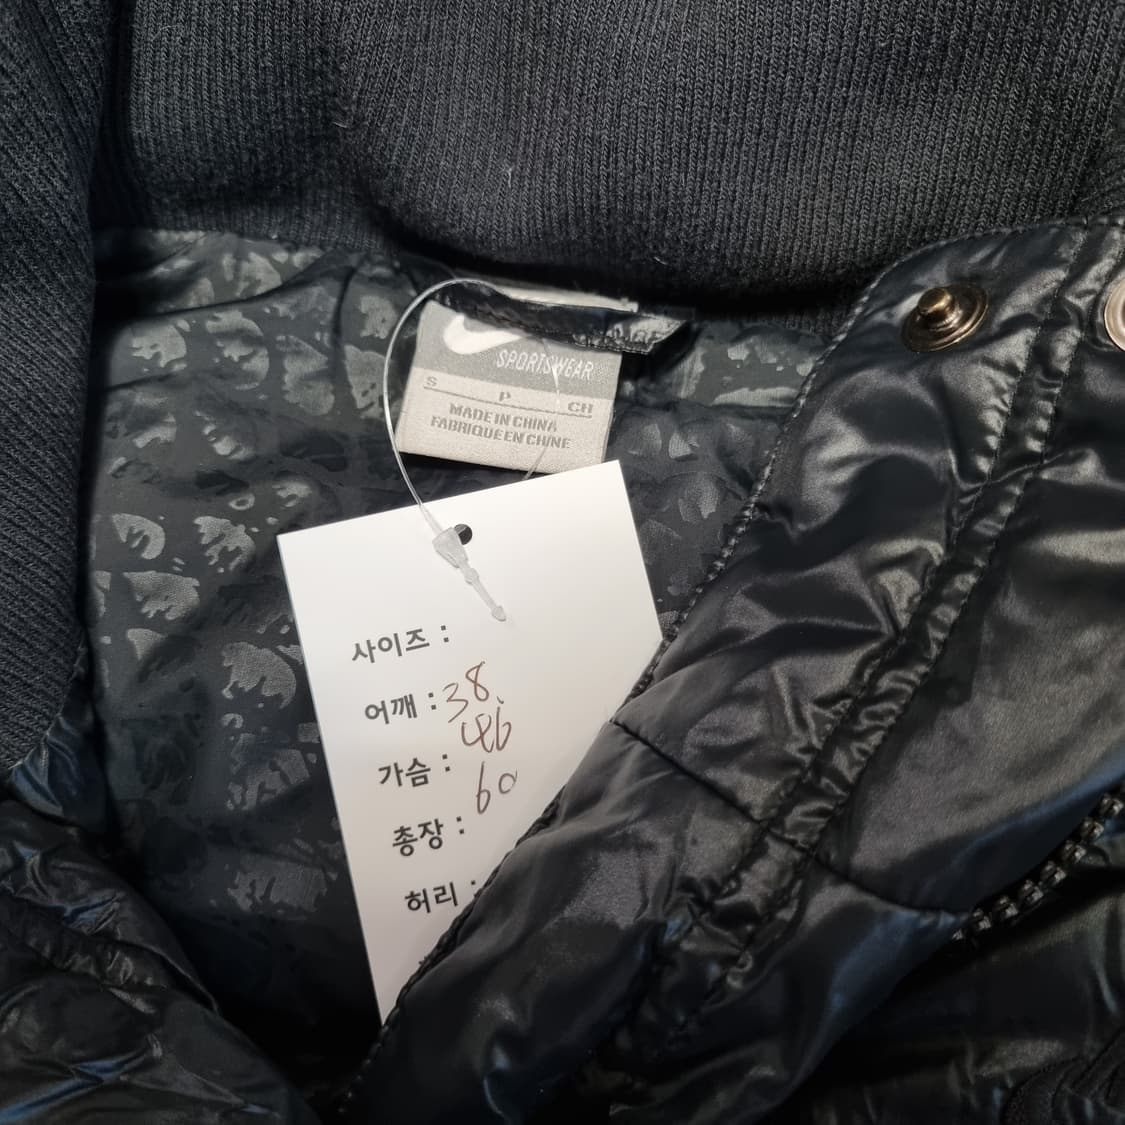 SPORTSWEAR
S P CH
MADE IN CHINA
FABRIQUE EN CHINE
사이즈 :
어깨 : 38
가슴 : 46
총장 : 60
허리 :